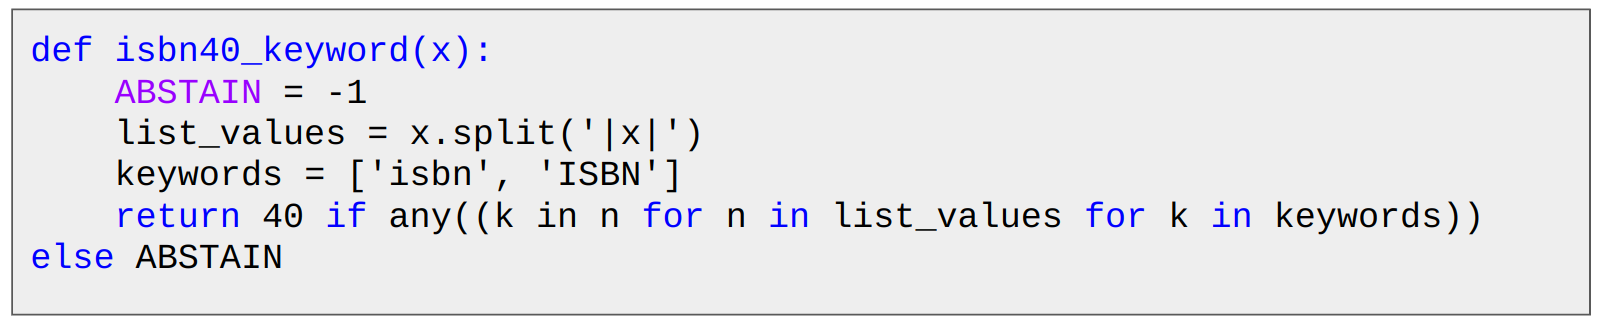 def isbn40_keyword(x):
    ABSTAIN = -1
    list_values = x.split('|x|')
    keywords = ['isbn', 'ISBN']
    return 40 if any((k in n for n in list_values for k in keywords))
else ABSTAIN